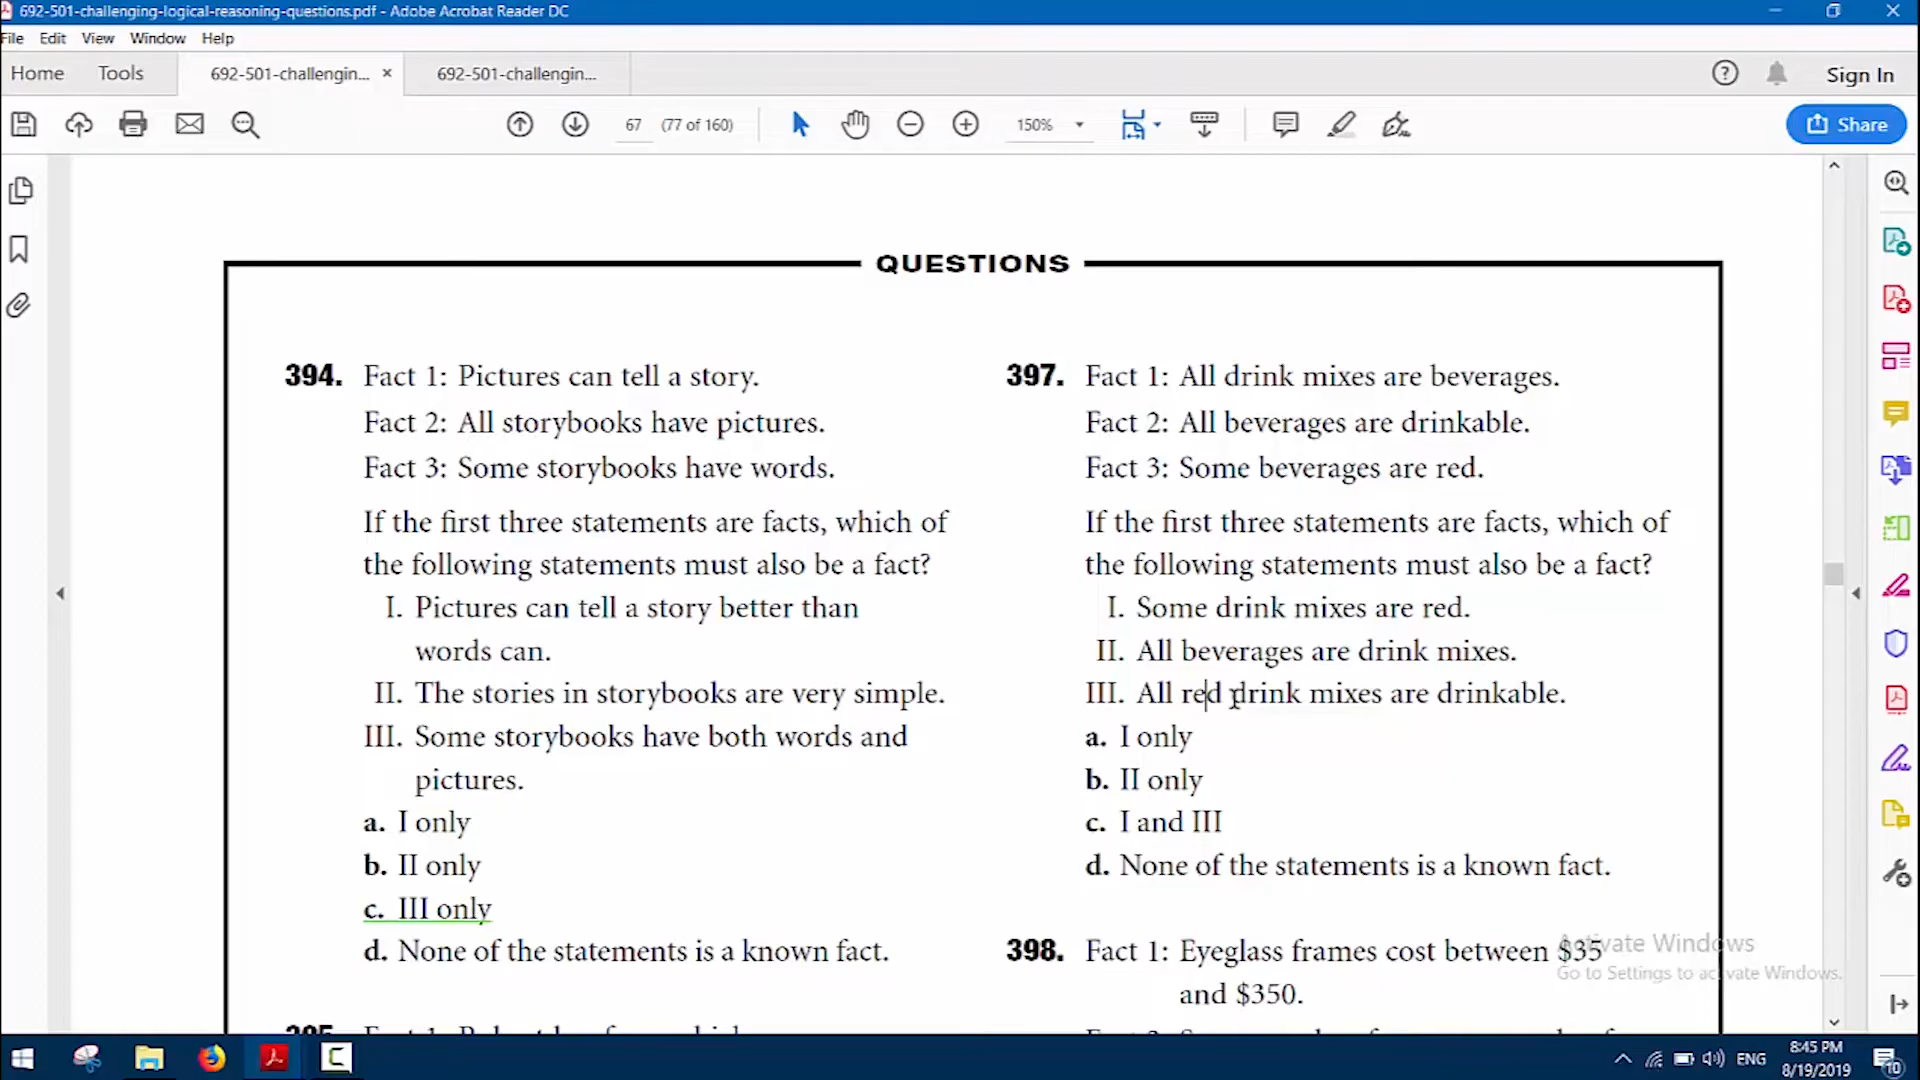 692-501-challenging-logical-reasoning-questions.pdf - Adobe Acrobat Reader DC
File Edit View Window Help
Home Tools 692-501-challengin... × 692-501-challengin... Sign In
67 (77 of 160) 150% Share
QUESTIONS
394. Fact 1: Pictures can tell a story.
Fact 2: All storybooks have pictures.
Fact 3: Some storybooks have words.
If the first three statements are facts, which of
the following statements must also be a fact?
I. Pictures can tell a story better than
words can.
II. The stories in storybooks are very simple.
III. Some storybooks have both words and
pictures.
a. I only
b. II only
c. III only
d. None of the statements is a known fact.
397. Fact 1: All drink mixes are beverages.
Fact 2: All beverages are drinkable.
Fact 3: Some beverages are red.
If the first three statements are facts, which of
the following statements must also be a fact?
I. Some drink mixes are red.
II. All beverages are drink mixes.
III. All red drink mixes are drinkable.
a. I only
b. II only
c. I and III
d. None of the statements is a known fact.
398. Fact 1: Eyeglass frames cost between $35
and $350.
Activate Windows
Go to Settings to activate Windows.
ENG
8:45 PM
8/19/2019
10